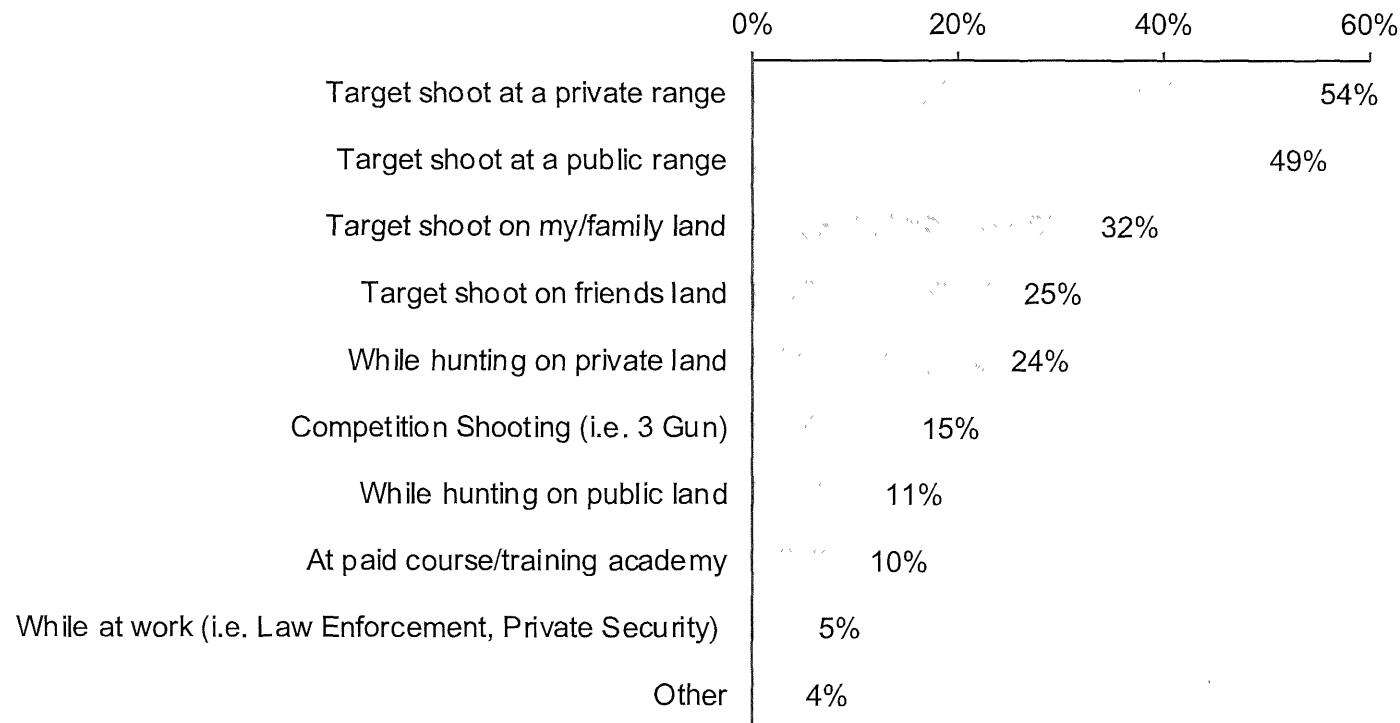 0% 20% 40% 60%
Target shoot at a private range 54%
Target shoot at a public range 49%
Target shoot on my/family land 32%
Target shoot on friends land 25%
While hunting on private land 24%
Competition Shooting (i.e. 3 Gun) 15%
While hunting on public land 11%
At paid course/training academy 10%
While at work (i.e. Law Enforcement, Private Security) 5%
Other 4%